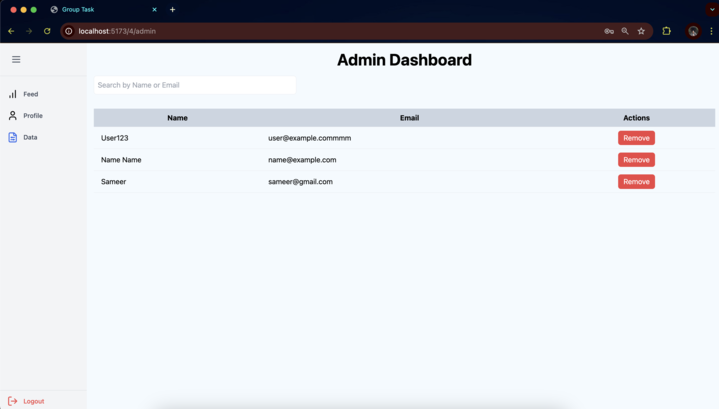 Group Task
localhost:5173/4/admin
Admin Dashboard
Search by Name or Email
Feed
Profile
Data
Name Email Actions
User123 user@example.commmm Remove
Name Name name@example.com Remove
Sameer sameer@gmail.com Remove
Logout